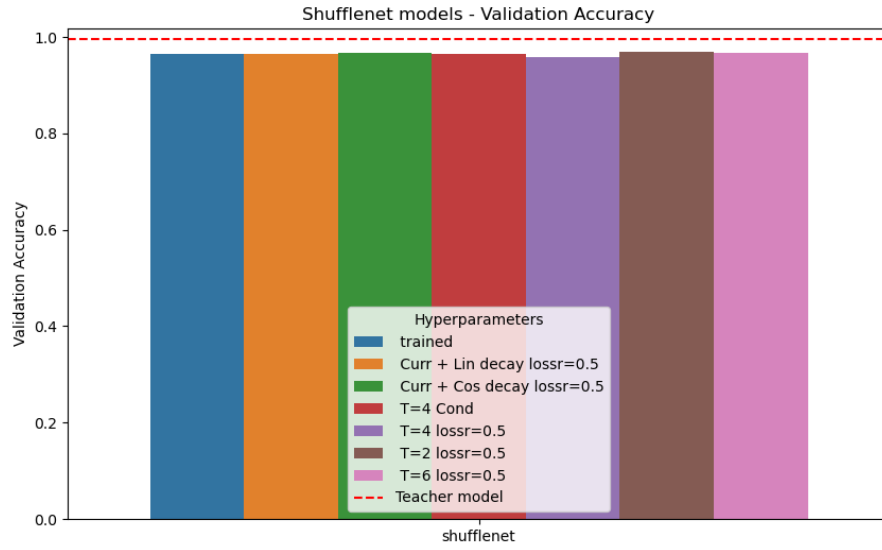 Shufflenet models - Validation Accuracy
1.0
0.8
0.6
0.4
0.2
0.0
Validation Accuracy
Hyperparameters
trained
Curr + Lin decay lossr=0.5
Curr + Cos decay lossr=0.5
T=4 Cond
T=4 lossr=0.5
T=2 lossr=0.5
T=6 lossr=0.5
Teacher model
shufflenet